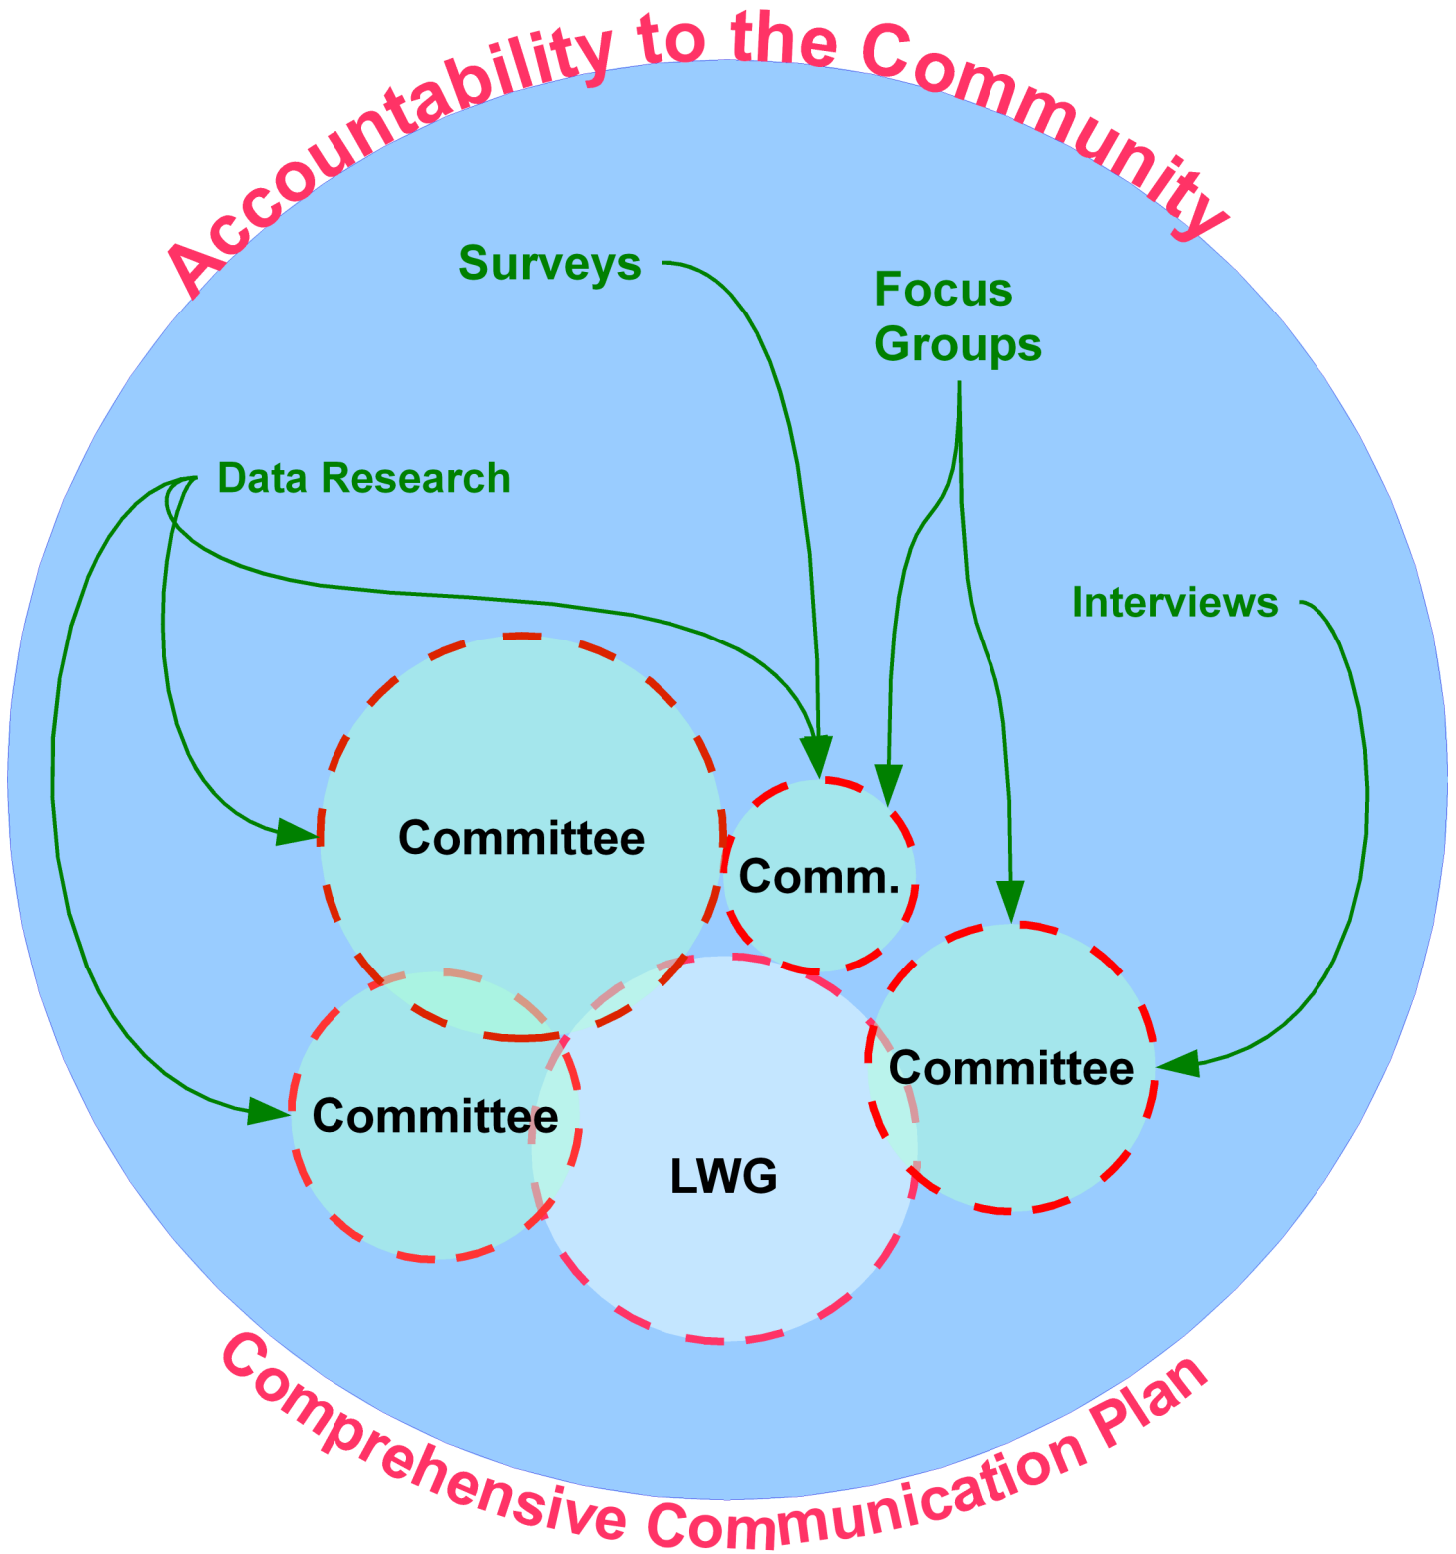 Accountability to the Community
Surveys
Focus
Groups
Data Research
Interviews
Committee
Comm.
Committee
Committee
LWG
Comprehensive Communication Plan